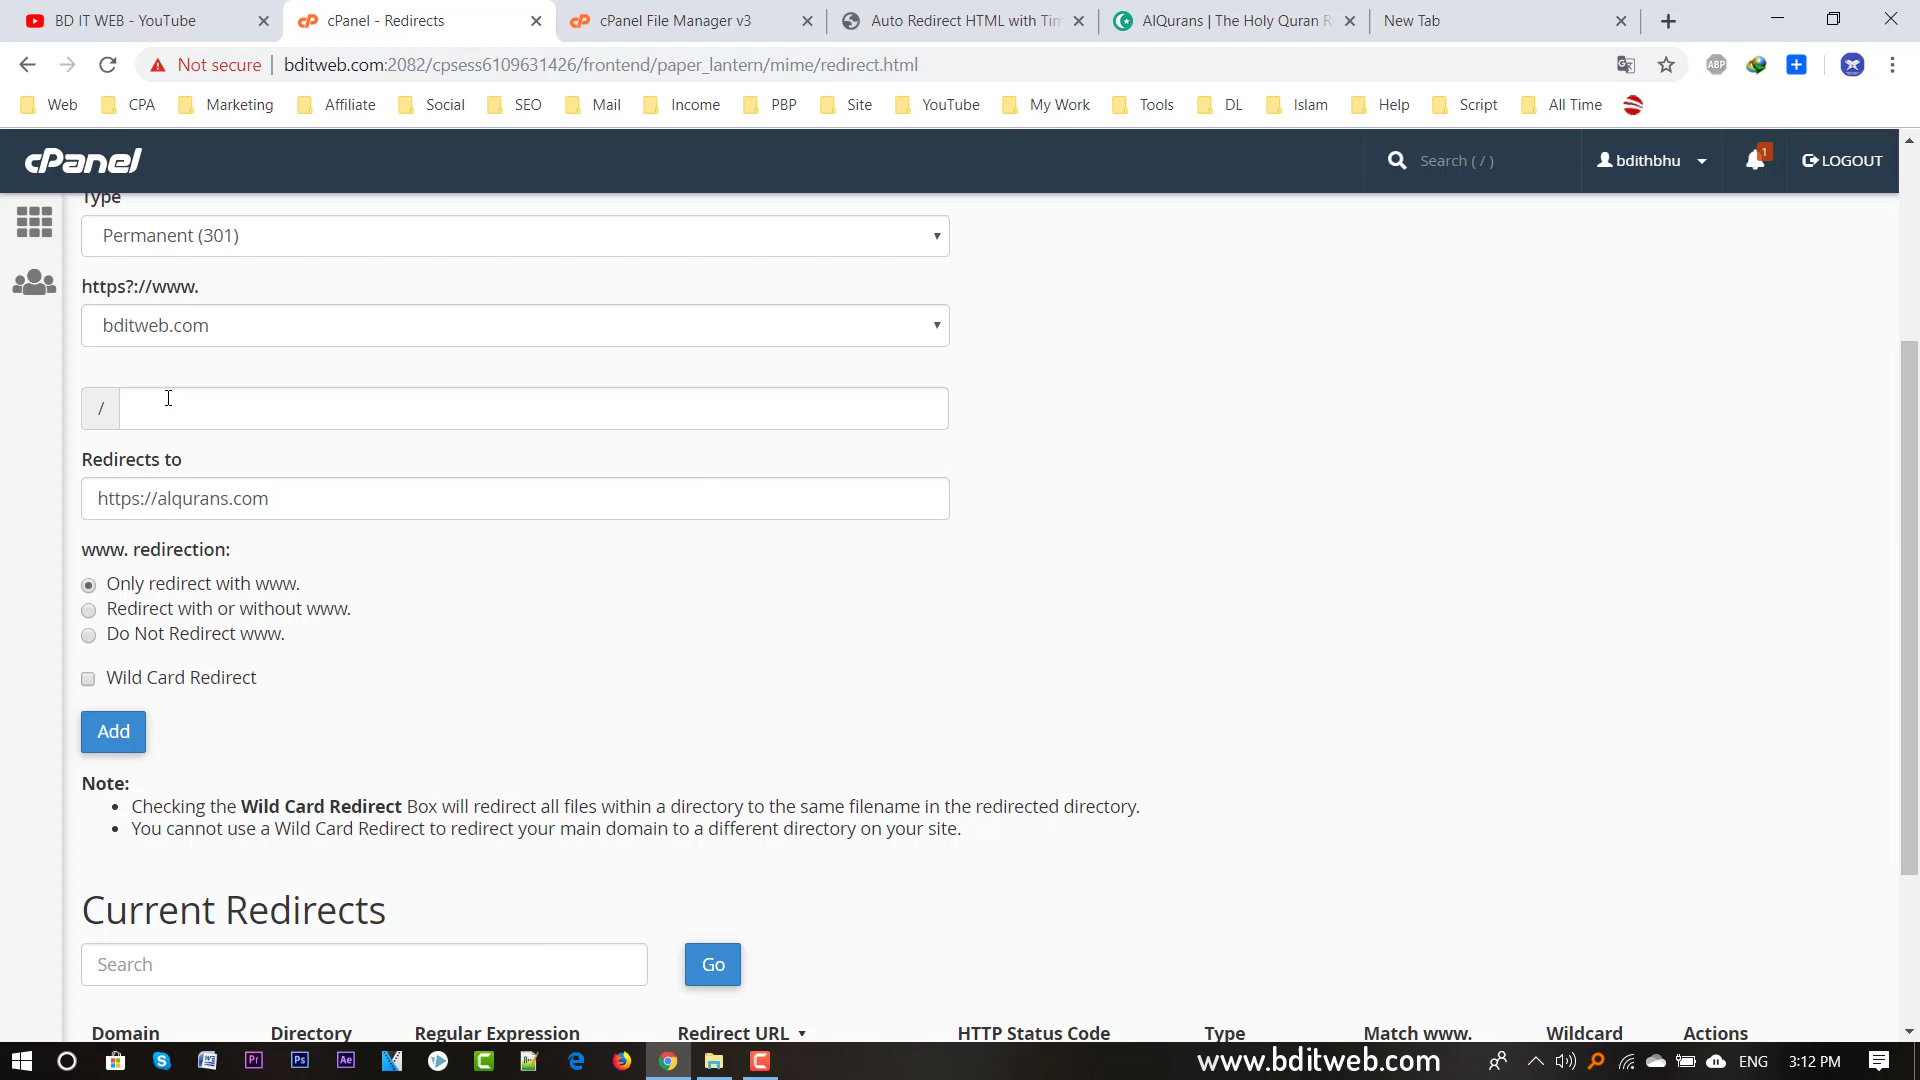 BD IT WEB - YouTube
cPanel - Redirects
cPanel File Manager v3
Auto Redirect HTML with Tim
AlQurans | The Holy Quran R
New Tab
Not secure | bditweb.com:2082/cpsess6109631426/frontend/paper_lantern/mime/redirect.html
ABP
Web CPA Marketing Affiliate Social SEO Mail Income PBP Site YouTube My Work Tools DL Islam Help Script All Time
cPanel
Search ( / )
bdithbhu
1
LOGOUT
Type
Permanent (301)
https?://www.
bditweb.com
/
Redirects to
https://alqurans.com
www. redirection:
Only redirect with www.
Redirect with or without www.
Do Not Redirect www.
Wild Card Redirect
Add
Note:
• Checking the Wild Card Redirect Box will redirect all files within a directory to the same filename in the redirected directory.
• You cannot use a Wild Card Redirect to redirect your main domain to a different directory on your site.
Current Redirects
Search
Go
Domain Directory Regular Expression Redirect URL HTTP Status Code Type Match www. Wildcard Actions
Pr Ps Ae
www.bditweb.com
ENG
3:12 PM